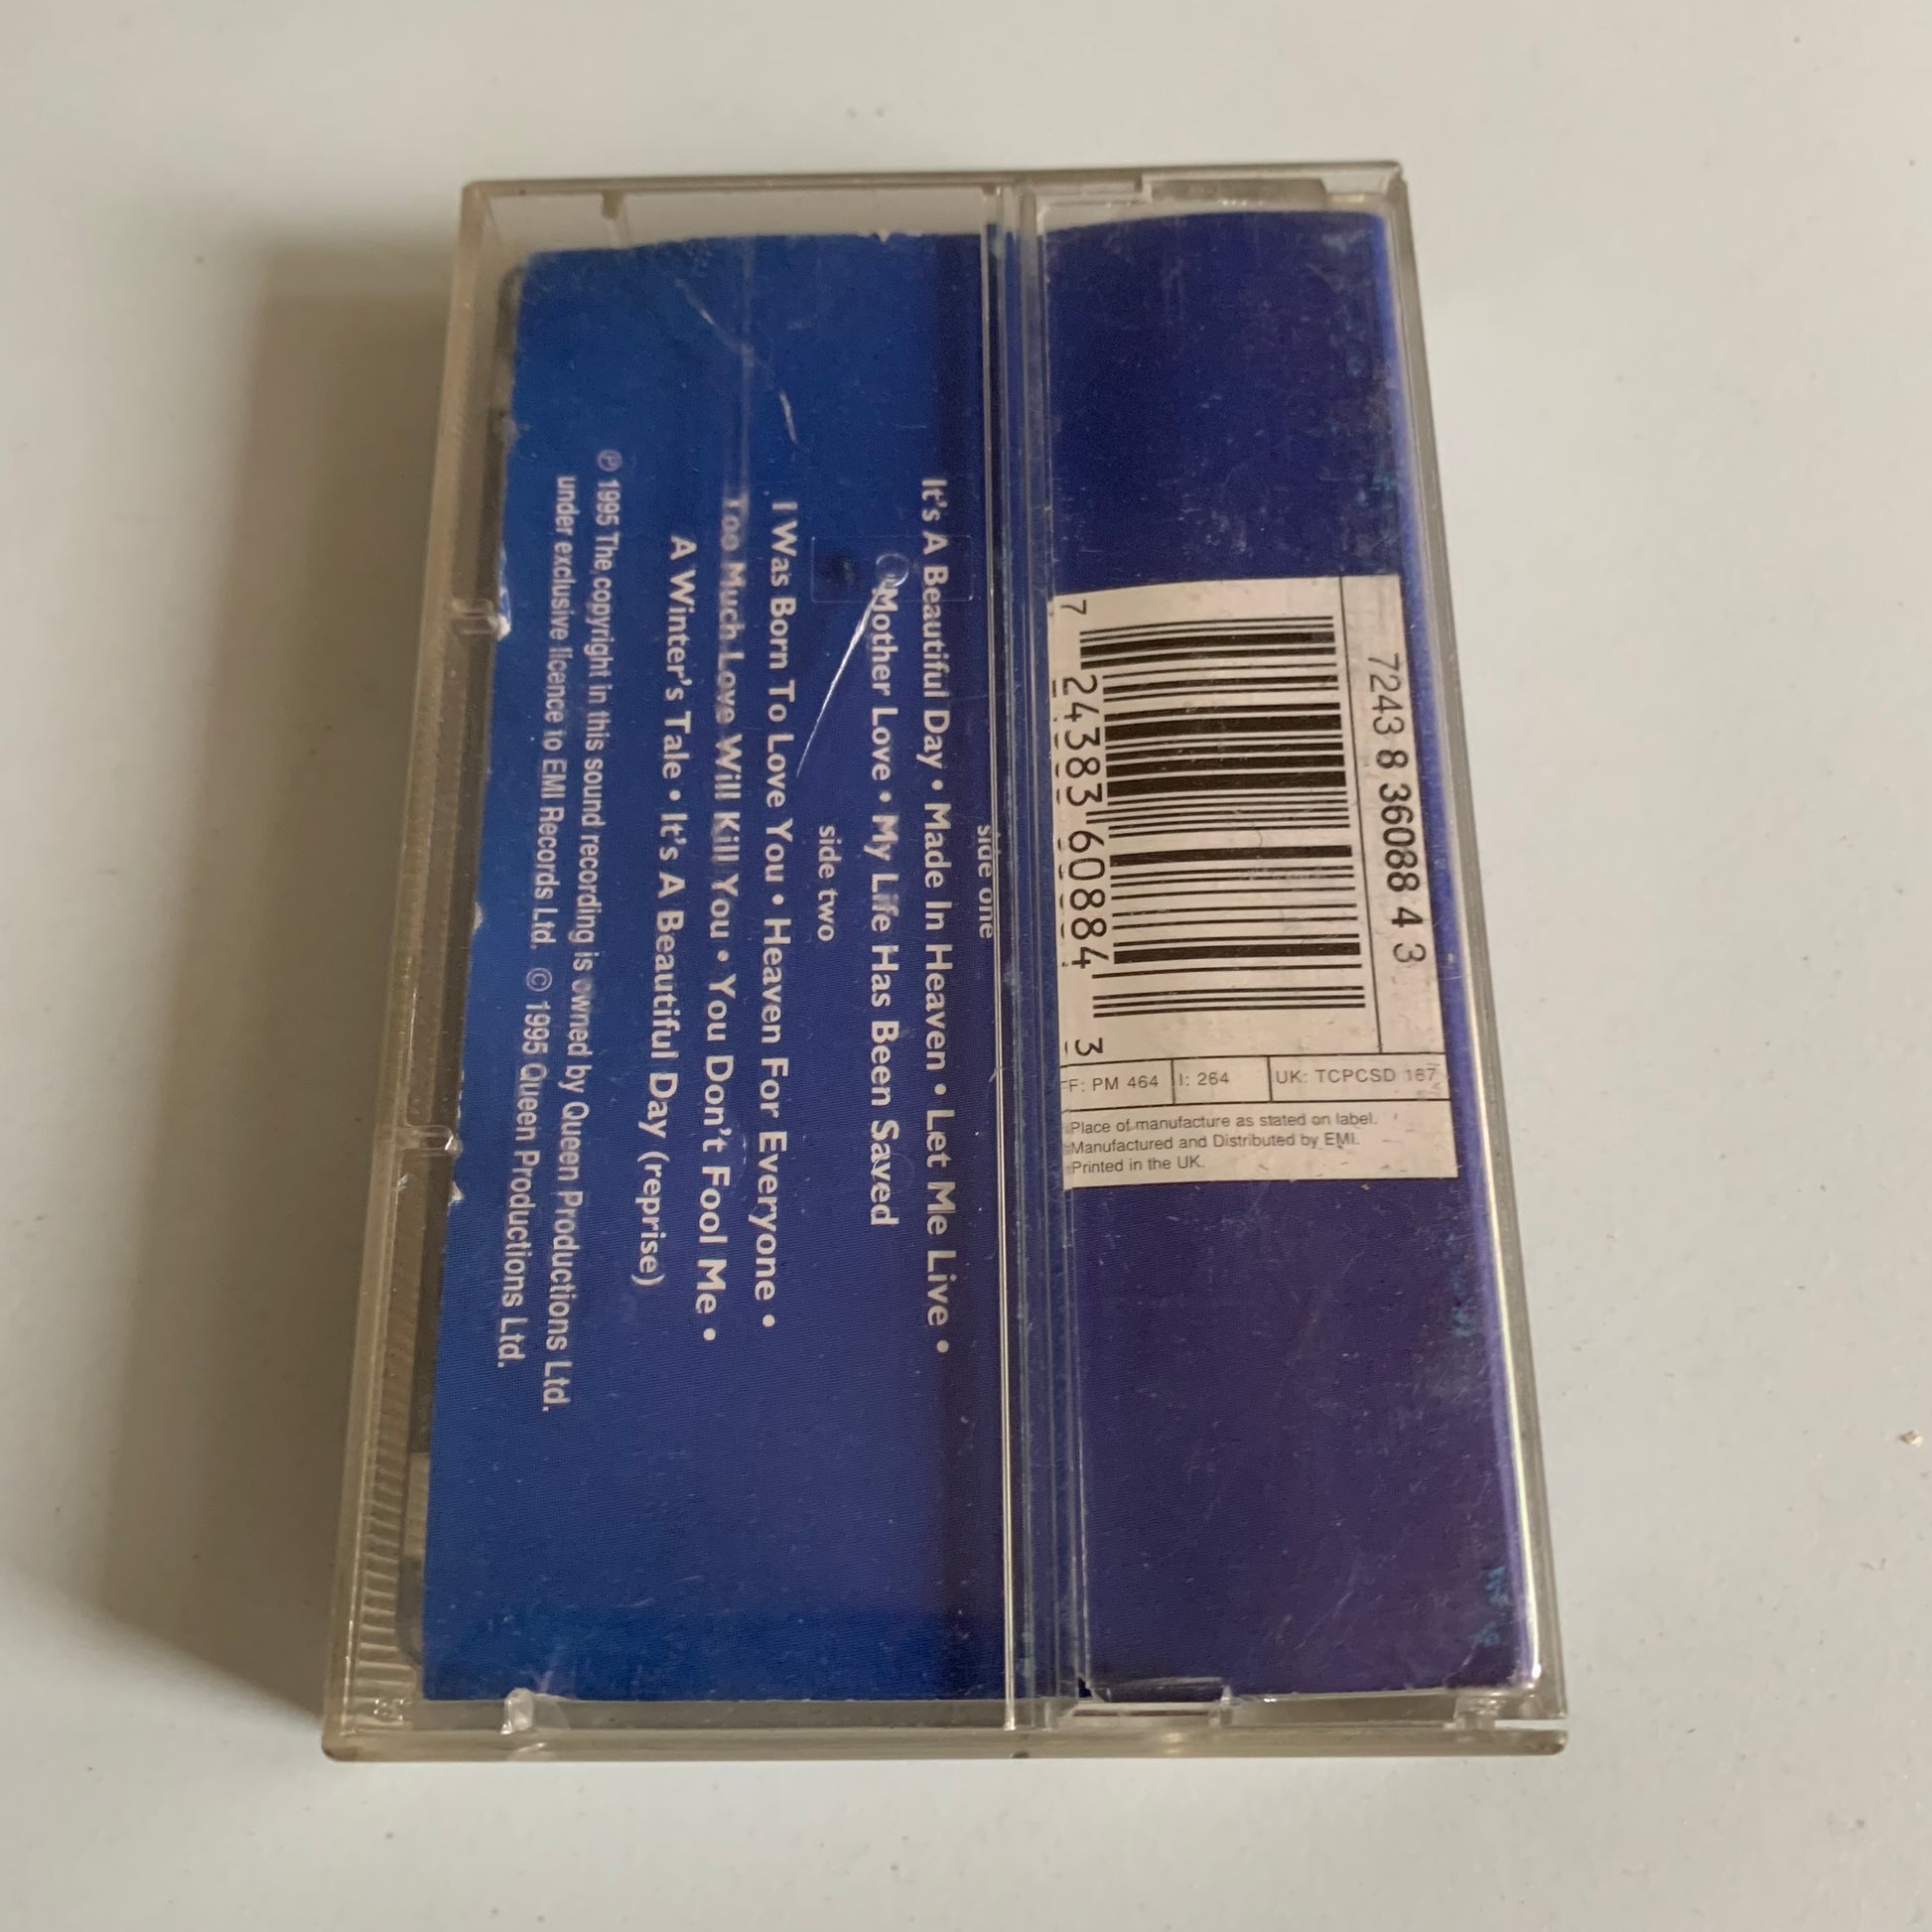 7243 8 36088 4 3
7 24383 60884 3
F: PM 464 I: 264 UK: TCPCSD 167
Place of manufacture as stated on label.
Manufactured and Distributed by EMI.
Printed in the UK.
side one
It's A Beautiful Day • Made In Heaven • Let Me Live •
Mother Love • My Life Has Been Saved
side two
I Was Born To Love You • Heaven For Everyone •
Too Much Love Will Kill You • You Don't Fool Me •
A Winter's Tale • It's A Beautiful Day (reprise)
℗ 1995 The copyright in this sound recording is owned by Queen Productions Ltd.
under exclusive licence to EMI Records Ltd. © 1995 Queen Productions Ltd.